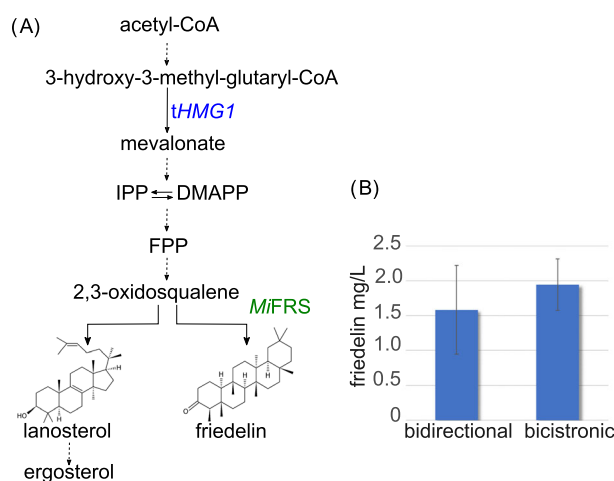 (A)
acetyl-CoA
3-hydroxy-3-methyl-glutaryl-CoA
tHMG1
mevalonate
IPP DMAPP
FPP
2,3-oxidosqualene
MiFRS
H
HO
H
lanosterol
ergosterol
H
H
O
friedelin
(B)
friedelin mg/L
2.5
2.0
1.5
1.0
0.5
0
bidirectional bicistronic